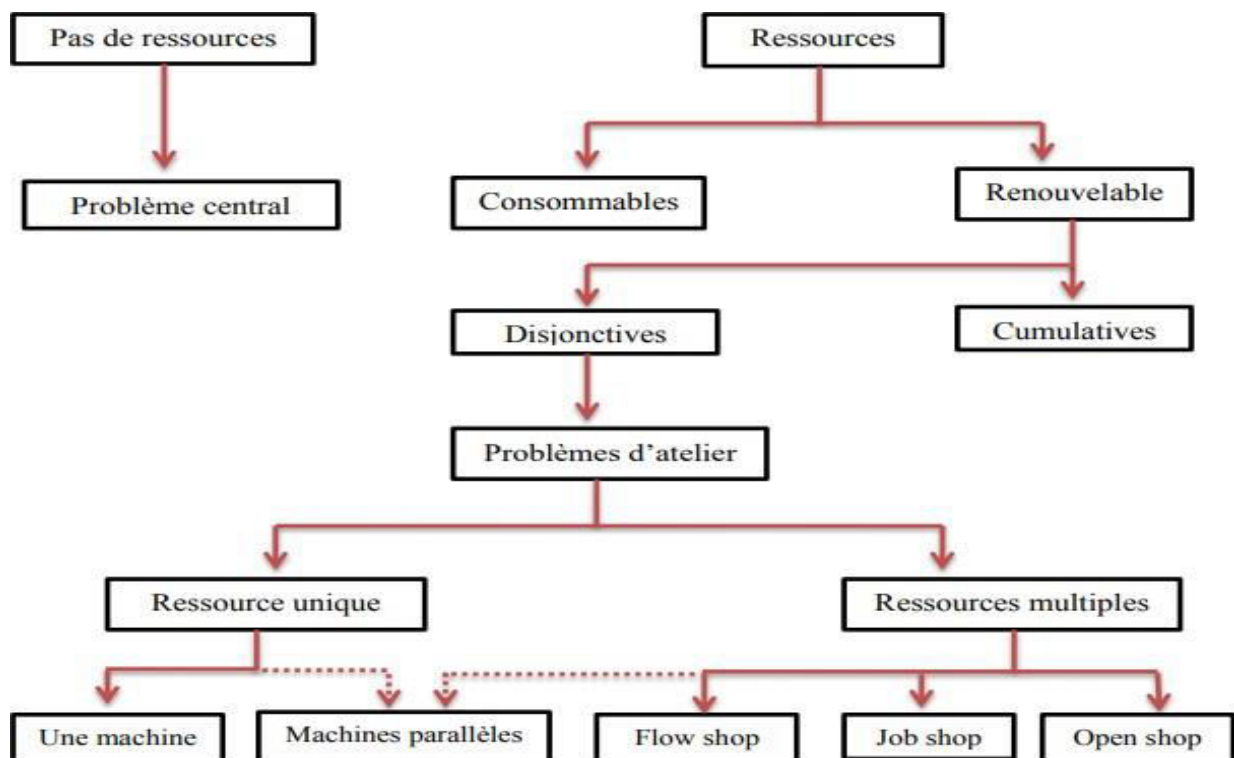 Pas de ressources
Ressources
Problème central
Consommables
Renouvelable
Disjonctives
Cumulatives
Problèmes d’atelier
Ressource unique
Ressources multiples
Une machine
Machines parallèles
Flow shop
Job shop
Open shop